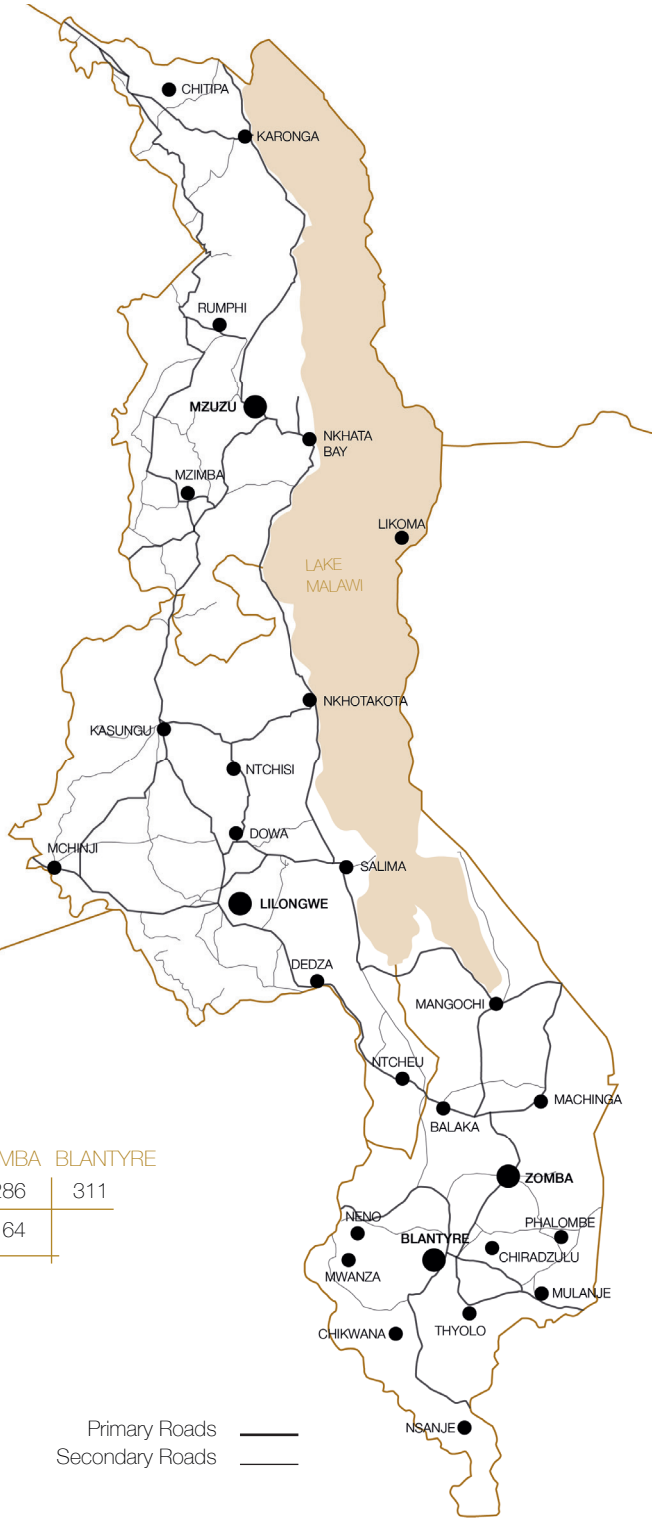 CHITIPA
KARONGA
RUMPHI
MZUZU
NKHATA
BAY
MZIMBA
LIKOMA
LAKE
MALAWI
NKHOTAKOTA
KASUNGU
NTCHISI
DOWA
MCHINJI
SALIMA
LILONGWE
DEDZA
MANGOCHI
NTCHEU
MACHINGA
BALAKA
MBA BLANTYRE
286 311
64
ZOMBA
NENO
PHALOMBE
BLANTYRE
CHIRADZULU
MWANZA
MULANJE
CHIKWANA
THYOLO
NSANJE
Primary Roads
Secondary Roads